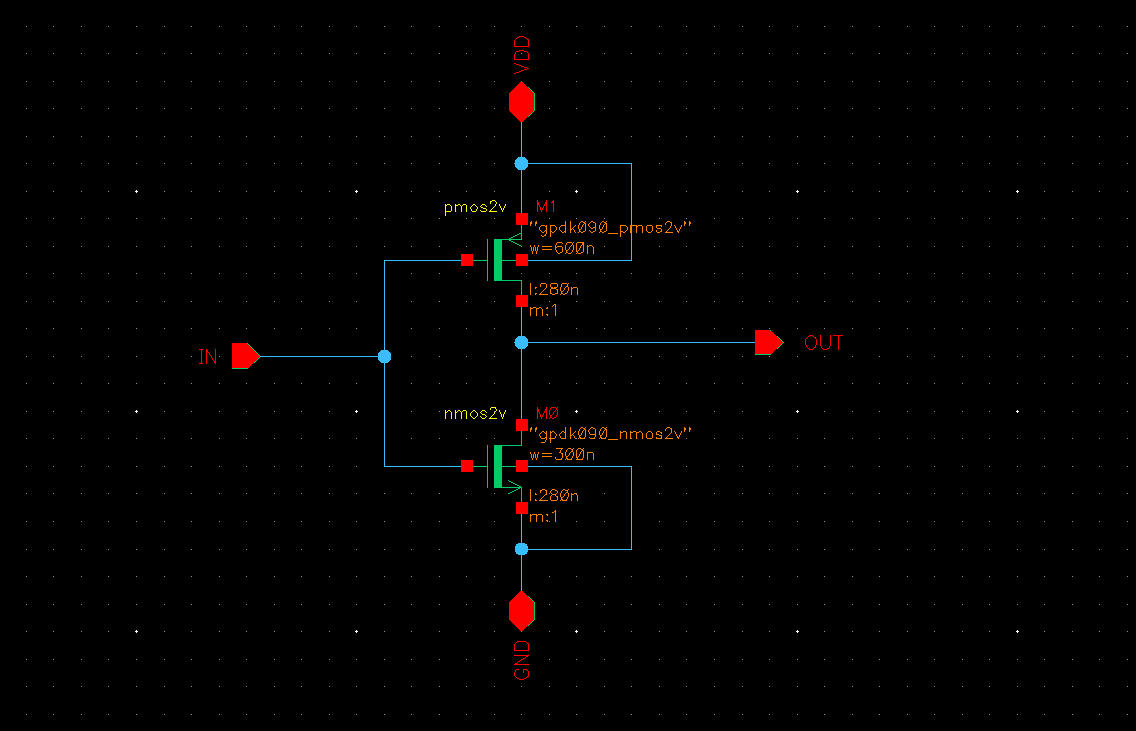 VDD
pmos2v
M1
"gpdk090_pmos2v"
w=600n
l:280n
m:1
IN
OUT
nmos2v
M0
"gpdk090_nmos2v"
w=300n
l:280n
m:1
GND